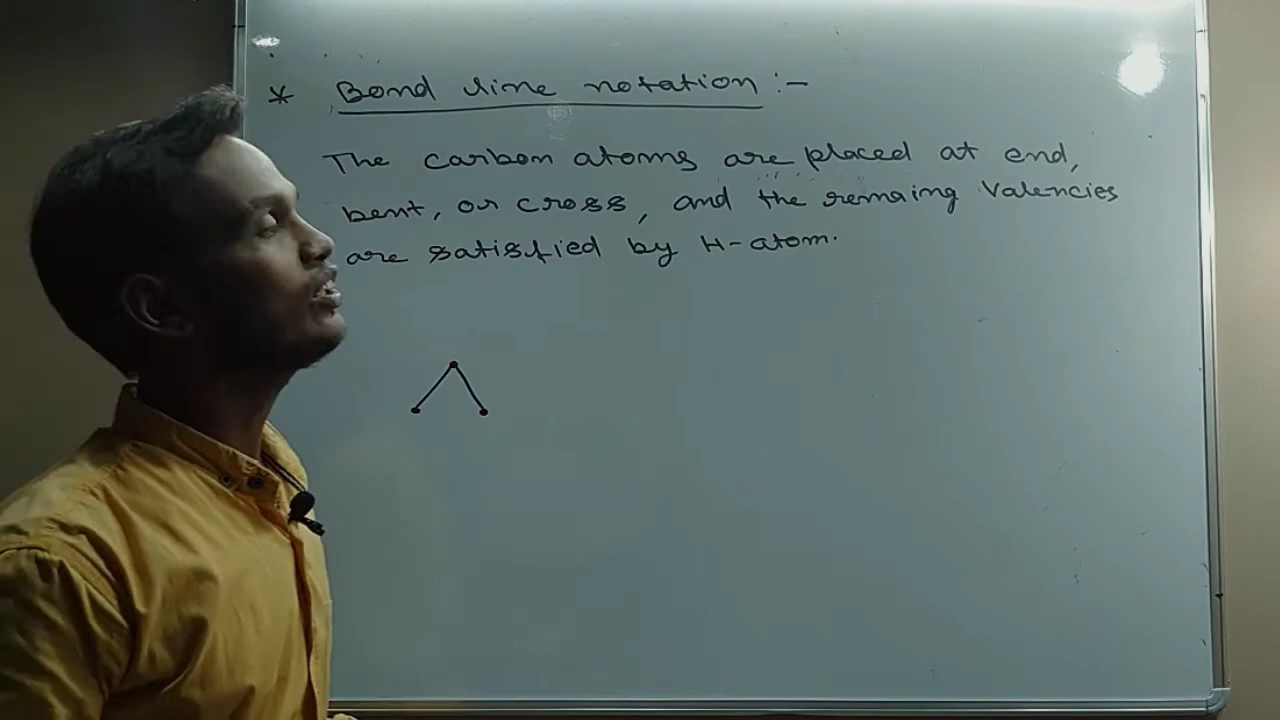 * Bond line notation :-
The carbon atoms are placed at end,
bent, or cross, and the remaing valencies
are satisfied by H-atom.